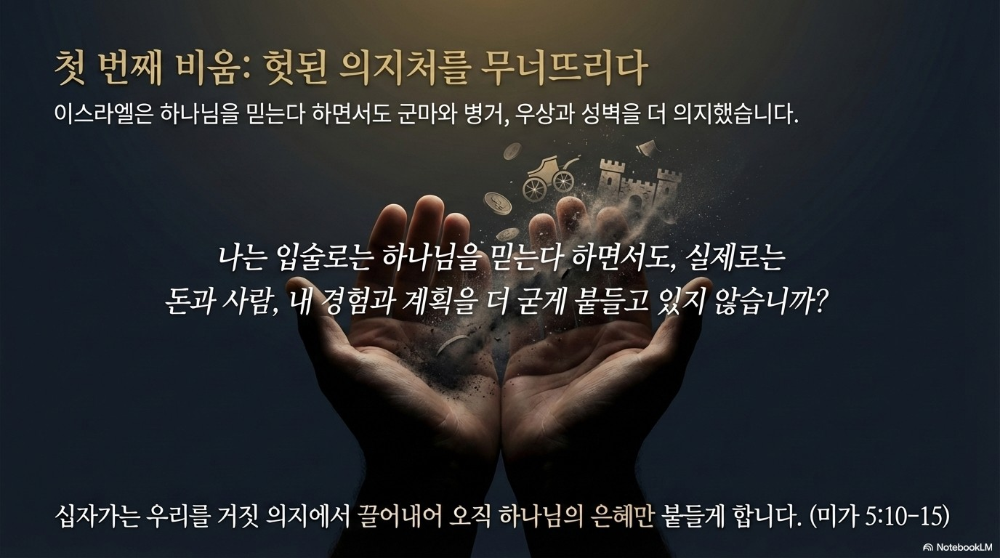 첫 번째 비움: 헛된 의지처를 무너뜨리다
이스라엘은 하나님을 믿는다 하면서도 군마와 병거, 우상과 성벽을 더 의지했습니다.
나는 입술로는 하나님을 믿는다 하면서도, 실제로는
돈과 사람, 내 경험과 계획을 더 굳게 붙들고 있지 않습니까?
십자가는 우리를 거짓 의지에서 끌어내어 오직 하나님의 은혜만 붙들게 합니다. (미가 5:10-15)
NotebookLM